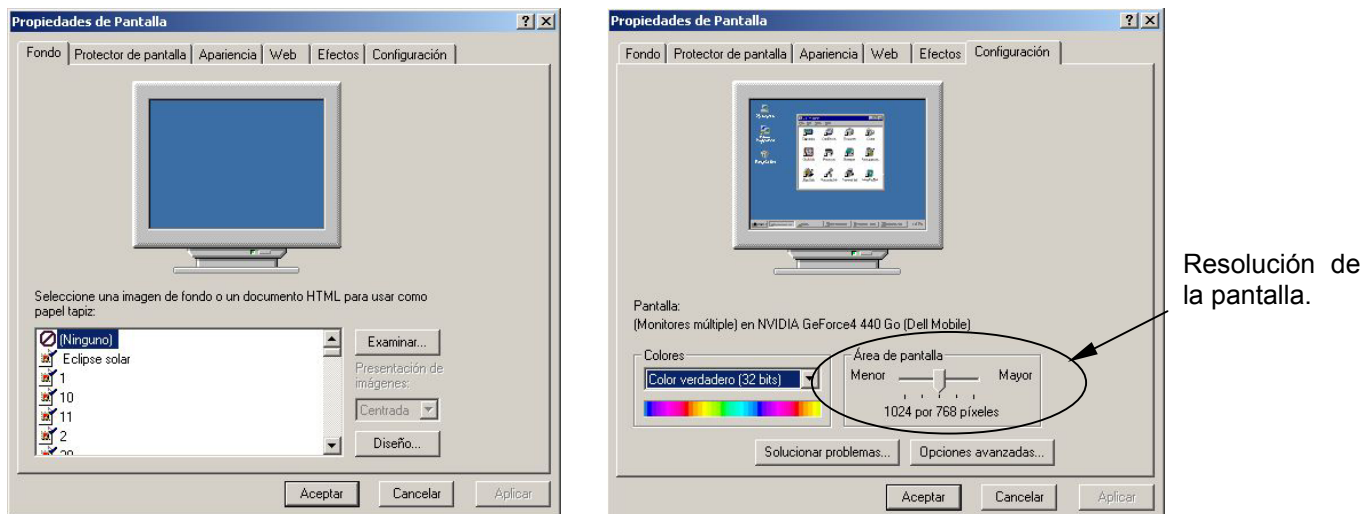 Propiedades de Pantalla
Fondo Protector de pantalla Apariencia Web Efectos Configuración
Seleccione una imagen de fondo o un documento HTML para usar como
papel tapiz:
(Ninguno)
Eclipse solar
1
10
11
2
Examinar...
Presentación de
imágenes:
Centrada
Diseño...
Aceptar Cancelar Aplicar
Propiedades de Pantalla
Fondo Protector de pantalla Apariencia Web Efectos Configuración
Pantalla:
(Monitores múltiple) en NVIDIA GeForce4 440 Go (Dell Mobile)
Colores
Color verdadero (32 bits)
Área de pantalla
Menor Mayor
1024 por 768 píxeles
Solucionar problemas... Opciones avanzadas...
Aceptar Cancelar Aplicar
Resolución de
la pantalla.